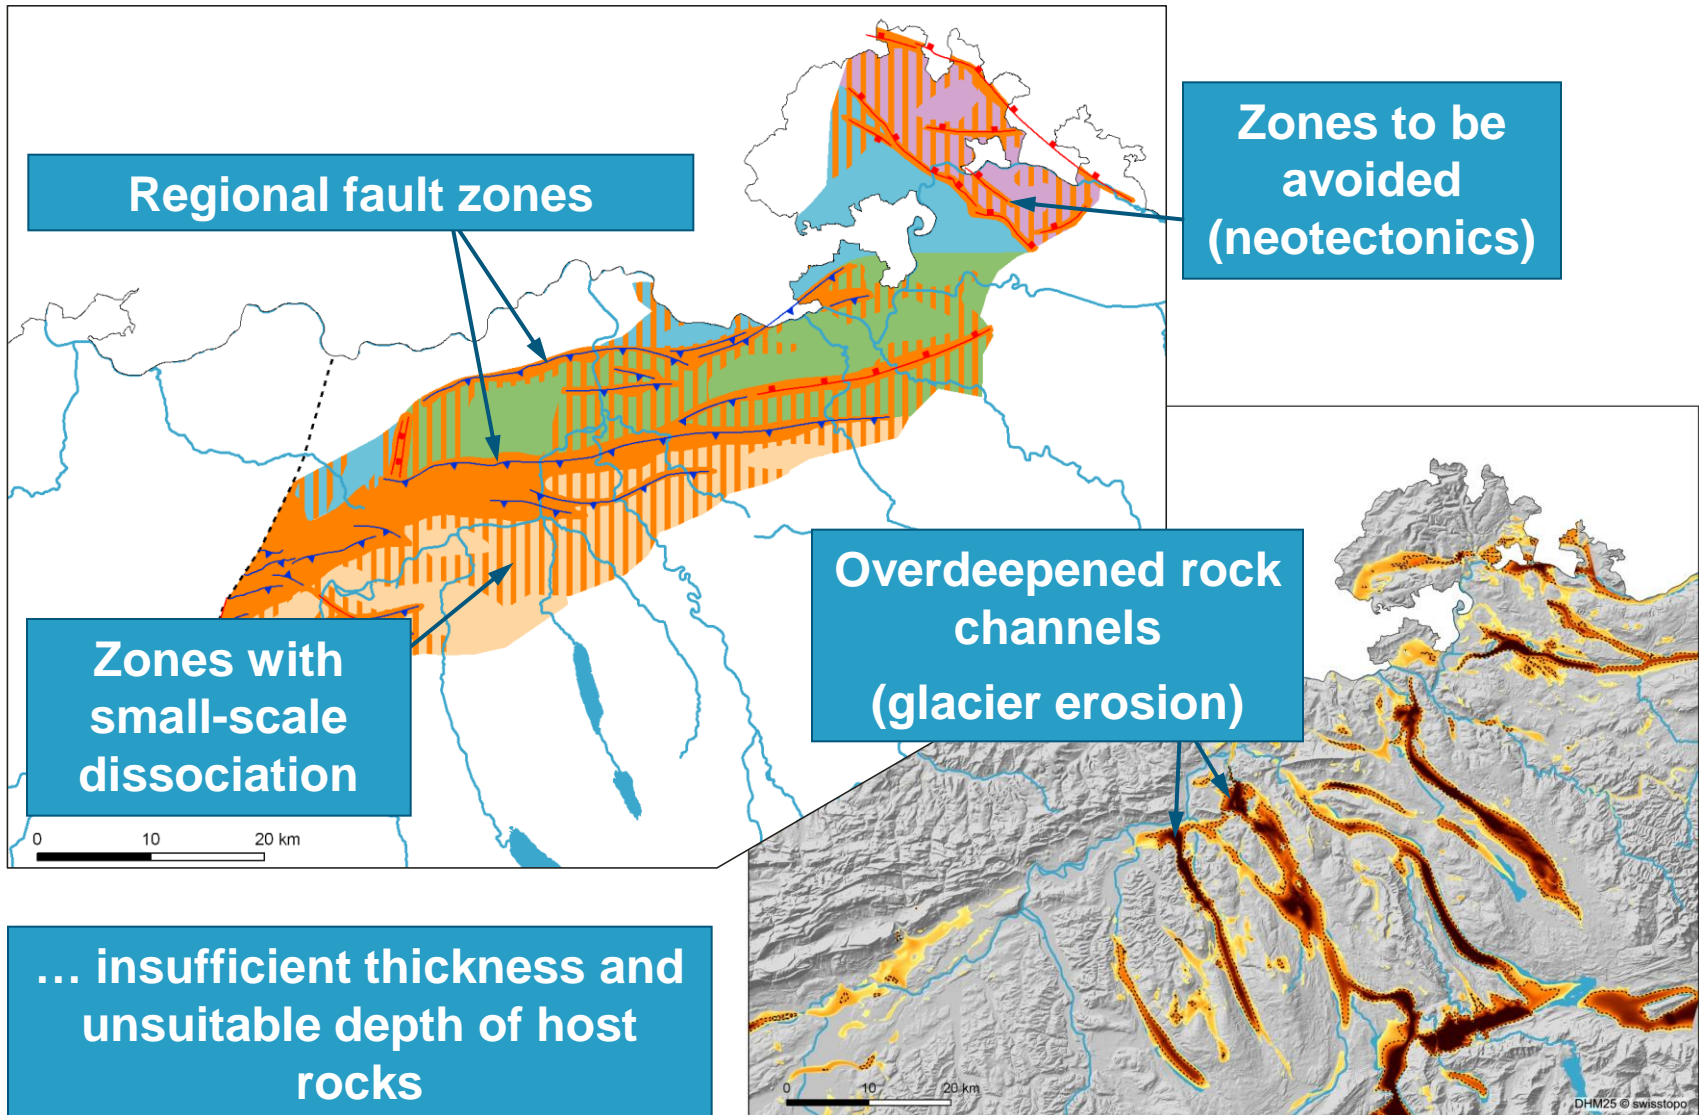 Zones to be
avoided
(neotectonics)
Regional fault zones
Overdeepened rock
channels
(glacier erosion)
Zones with
small-scale
dissociation
0 10 20 km
… insufficient thickness and
unsuitable depth of host
rocks
0 10 20 km
DHM25 © swisstopo